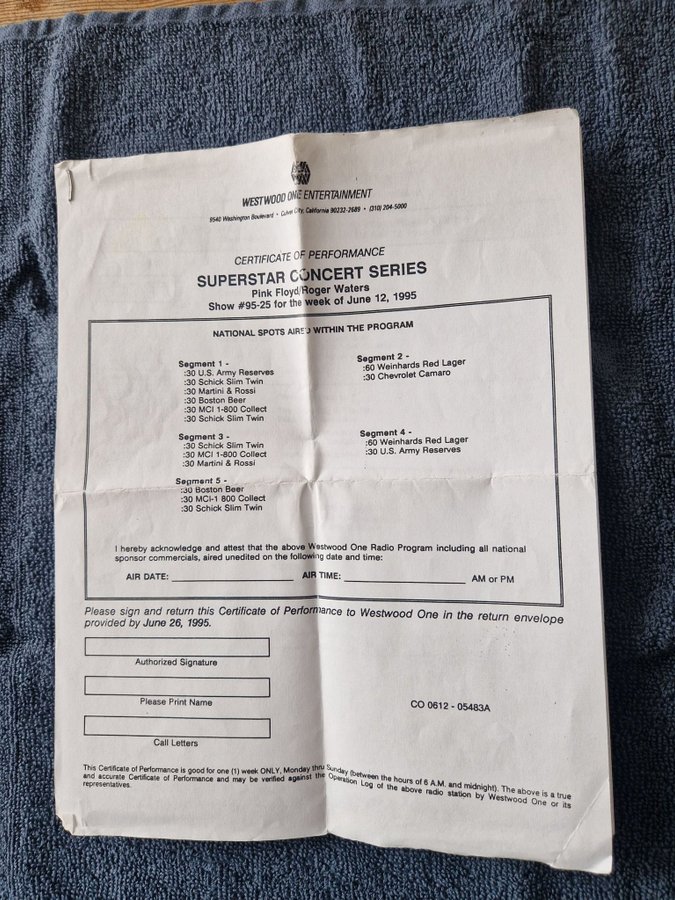 WESTWOOD ONE ENTERTAINMENT
9540 Washington Boulevard • Culver City, California 90232-2689 • (310) 204-5000
CERTIFICATE OF PERFORMANCE
SUPERSTAR CONCERT SERIES
Pink Floyd/Roger Waters
Show #95-25 for the week of June 12, 1995
NATIONAL SPOTS AIRED WITHIN THE PROGRAM
Segment 1 -
:30 U.S. Army Reserves
:30 Schick Slim Twin
:30 Martini & Rossi
:30 Boston Beer
:30 MCI 1-800 Collect
:30 Schick Slim Twin
Segment 2 -
:60 Weinhards Red Lager
:30 Chevrolet Camaro
Segment 3 -
:30 Schick Slim Twin
:30 MCI 1-800 Collect
:30 Martini & Rossi
Segment 4 -
:60 Weinhards Red Lager
:30 U.S. Army Reserves
Segment 5 -
:30 Boston Beer
:30 MCI-1 800 Collect
:30 Schick Slim Twin
I hereby acknowledge and attest that the above Westwood One Radio Program including all national
sponsor commercials, aired unedited on the following date and time:
AIR DATE: AIR TIME: AM or PM
Please sign and return this Certificate of Performance to Westwood One in the return envelope
provided by June 26, 1995.
Authorized Signature
Please Print Name
CO 0612 - 05483A
Call Letters
This Certificate of Performance is good for one (1) week ONLY, Monday thru Sunday (between the hours of 6 A.M. and midnight). The above is a true
and accurate Certificate of Performance and may be verified against the Operation Log of the above radio station by Westwood One or its
representatives.